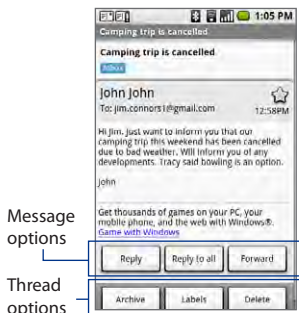 1:05 PM
Camping trip is cancelled
Camping trip is cancelled
Inbox
John John
To: jim.connors1@gmail.com
12:58PM
Hi Jim. Just want to inform you that our
camping trip this weekend has been cancelled
due to bad weather. Will inform you of any
developments. Tracy said bowling is an option.
John
Get thousands of games on your PC, your
mobile phone, and the web with Windows®.
Game with Windows
Message
options
Reply
Reply to all
Forward
Thread
options
Archive
Labels
Delete